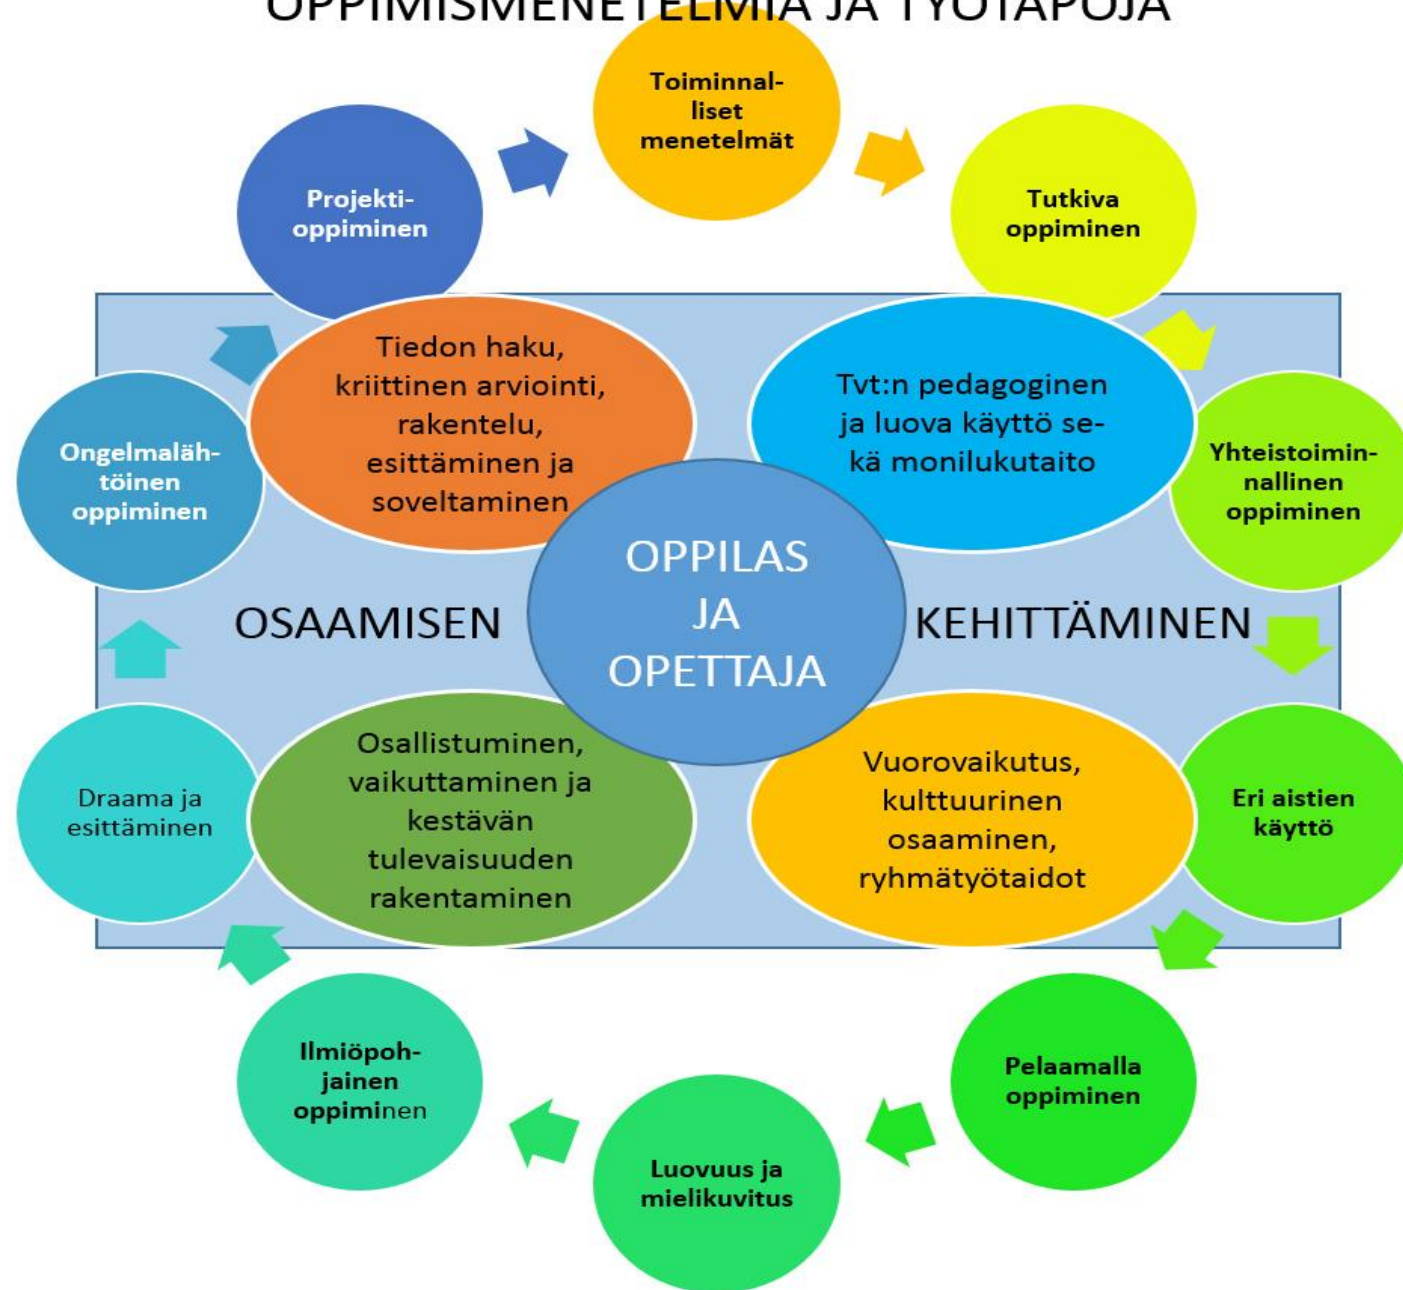 OPPIMISMENETELMIÄ JA TYÖTAPOJA
Toiminnal-
liset
menetelmät
Projekti-
oppiminen
Tutkiva
oppiminen
Tiedon haku,
kriittinen arviointi,
rakentelu,
esittäminen ja
soveltaminen
Tvt:n pedagoginen
ja luova käyttö se-
kä monilukutaito
Ongelmaläh-
töinen
oppiminen
Yhteistoimin-
nallinen
oppiminen
OPPILAS
JA
OPETTAJA
OSAAMISEN
KEHITTÄMINEN
Osallistuminen,
vaikuttaminen ja
kestävän
tulevaisuuden
rakentaminen
Vuorovaikutus,
kulttuurinen
osaaminen,
ryhmätyötaidot
Draama ja
esittäminen
Eri aistien
käyttö
Ilmiöpoh-
jainen
oppiminen
Pelaamalla
oppiminen
Luovuus ja
mielikuvitus